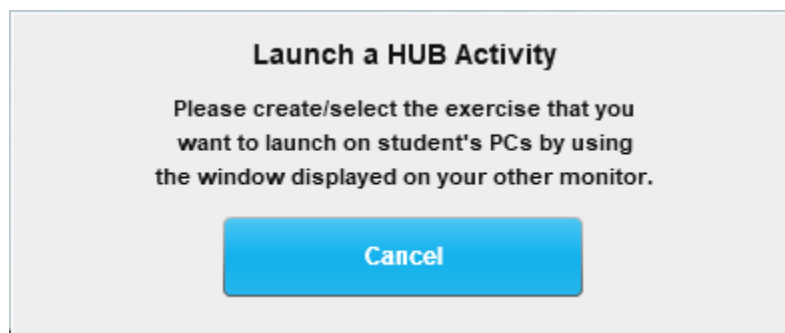 Launch a HUB Activity
Please create/select the exercise that you
want to launch on student's PCs by using
the window displayed on your other monitor.
Cancel